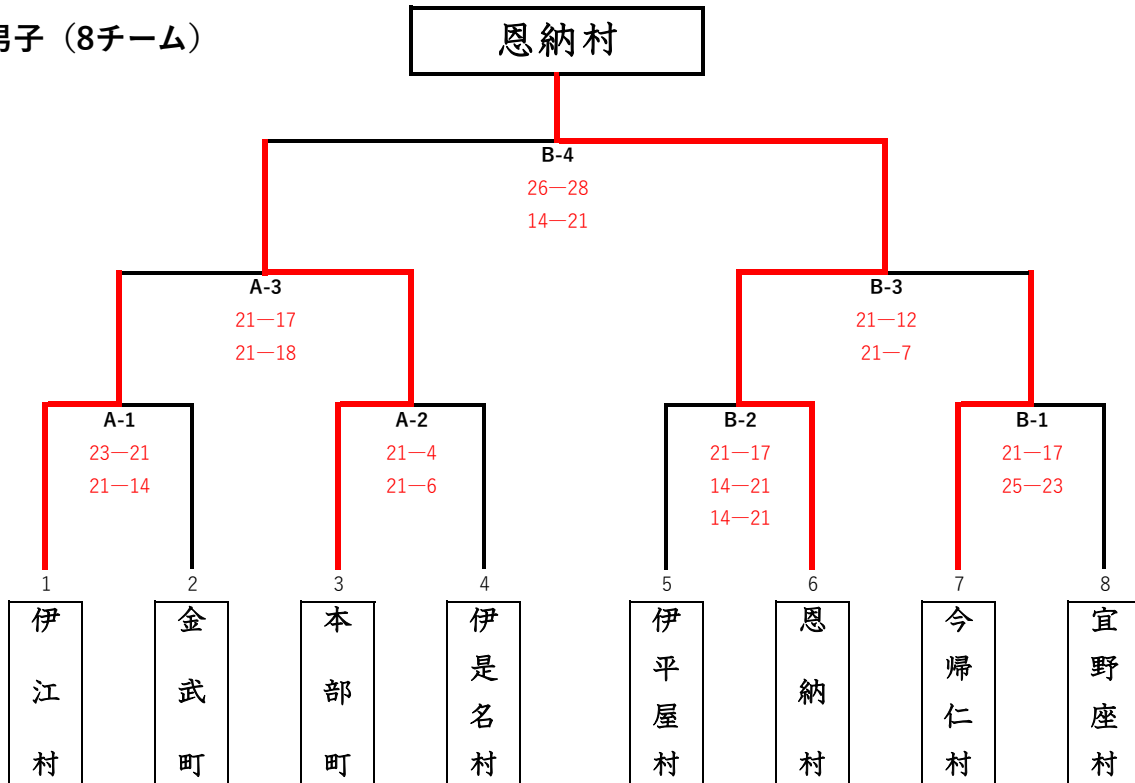 男子（8チーム）
恩納村
B-4
26―28
14―21
A-3
21―17
21―18
B-3
21―12
21―7
A-1
23―21
21―14
A-2
21―4
21―6
B-2
21―17
14―21
14―21
B-1
21―17
25―23
1
2
3
4
5
6
7
8
伊江村
金武町
本部町
伊是名村
伊平屋村
恩納村
今帰仁村
宜野座村